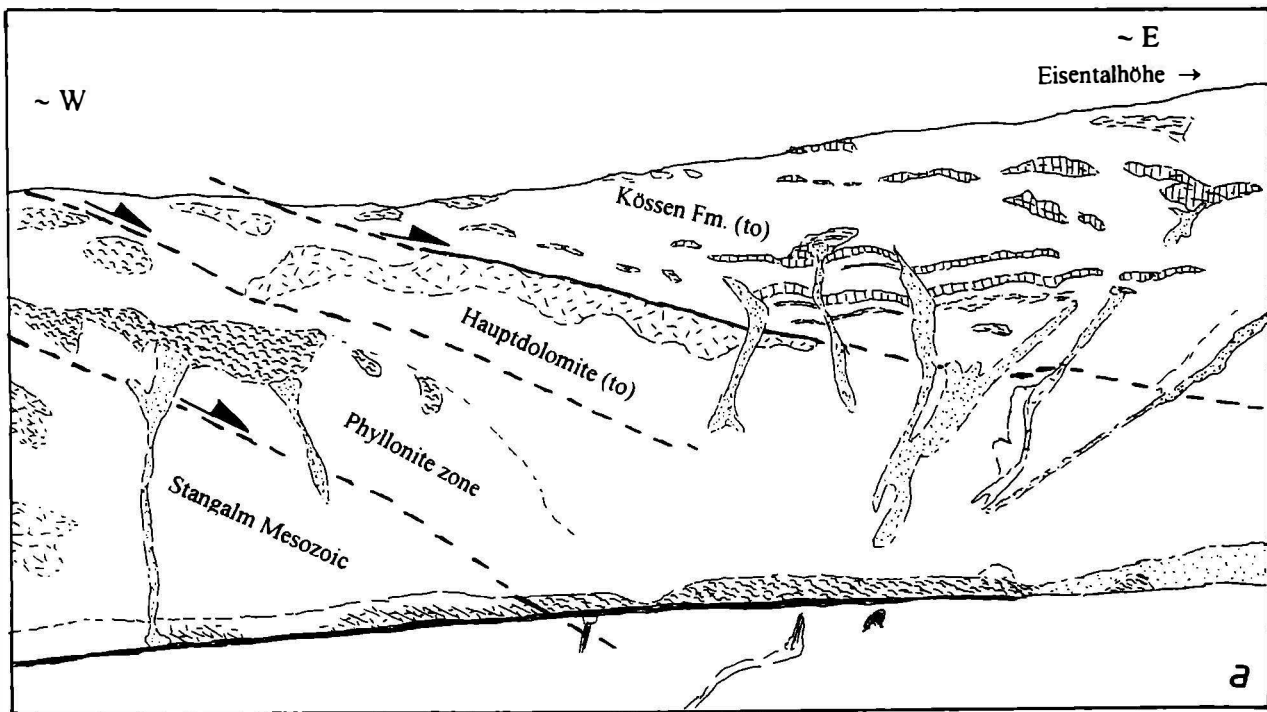 ~ E
Eisentalhöhe →
~ W
Kössen Fm. (to)
Hauptdolomite (to)
Phyllonite zone
Stangalm Mesozoic
a